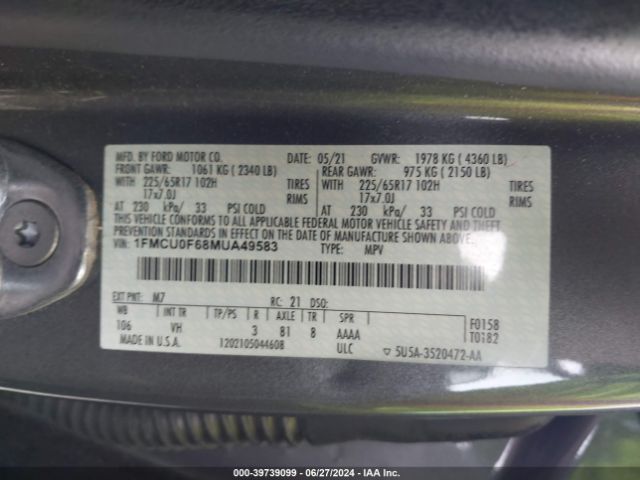 MFD. BY FORD MOTOR CO. DATE: 05/21 GVWR: 1978 KG ( 4360 LB)
FRONT GAWR: 1061 KG ( 2340 LB) REAR GAWR: 975 KG ( 2150 LB)
WITH 225/65R17 102H TIRES WITH 225/65R17 102H TIRES
17x7.0J RIMS 17x7.0J RIMS
AT 230 kPa/ 33 PSI COLD AT 230 kPa/ 33 PSI COLD
THIS VEHICLE CONFORMS TO ALL APPLICABLE FEDERAL MOTOR VEHICLE SAFETY AND THEFT
PREVENTION STANDARDS IN EFFECT ON THE DATE OF MANUFACTURE SHOWN ABOVE.
VIN: 1FMCU0F68MUA49583 TYPE: MPV
EXT PNT: M7 RC: 21 DSO:
WB INT TR TP/PS R AXLE TR SPR
106 VH 3 81 8 AAAA F0158
T0182
MADE IN U.S.A. 1202105044608 ULC 5U5A-3520472-AA
000-39739099 - 06/27/2024 - IAA Inc.